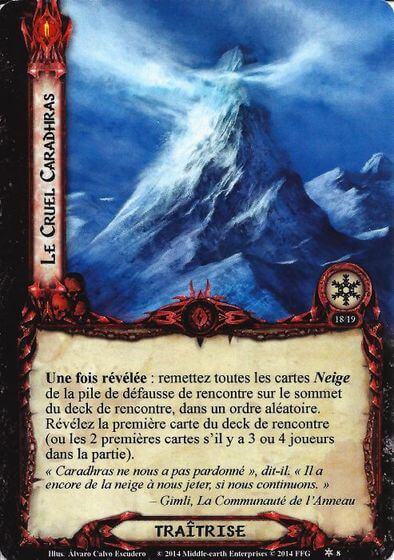 LE CRUEL CARADHRAS
18/19
Une fois révélée : remettez toutes les cartes Neige
de la pile de défausse de rencontre sur le sommet
du deck de rencontre, dans un ordre aléatoire.
Révélez la première carte du deck de rencontre
(ou les 2 premières cartes s'il y a 3 ou 4 joueurs
dans la partie).
« Caradhras ne nous a pas pardonné », dit-il. « Il a
encore de la neige à nous jeter, si nous continuons. »
– Gimli, La Communauté de l'Anneau
TRAÎTRISE
Illus. Álvaro Calvo Escudero © 2014 Middle-earth Enterprises © 2014 FFG 8